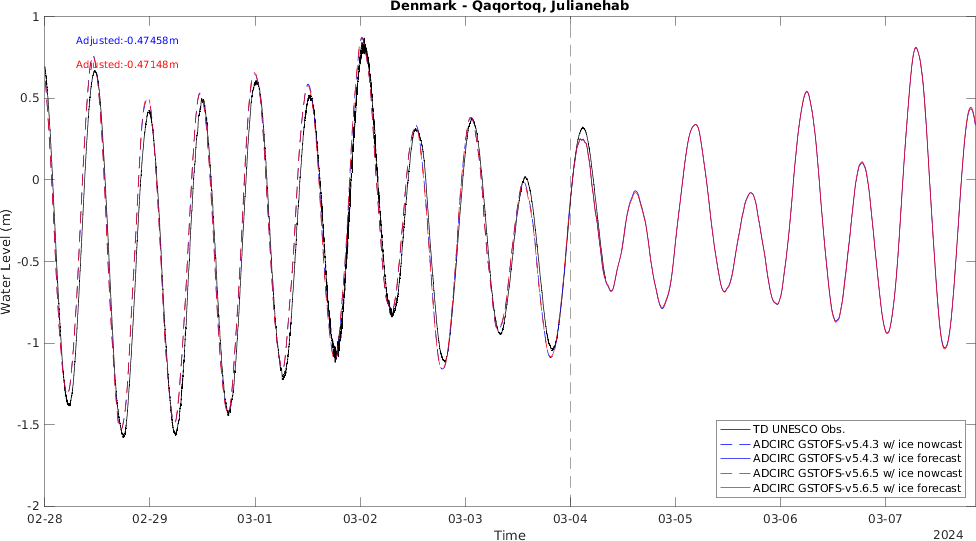 Denmark - Qaqortoq, Julianehab
Adjusted:-0.47458m
Adjusted:-0.47148m
1
0.5
0
-0.5
-1
-1.5
-2
Water Level (m)
02-28 02-29 03-01 03-02 03-03 03-04 03-05 03-06 03-07
Time
2024
TD UNESCO Obs.
ADCIRC GSTOFS-v5.4.3 w/ ice nowcast
ADCIRC GSTOFS-v5.4.3 w/ ice forecast
ADCIRC GSTOFS-v5.6.5 w/ ice nowcast
ADCIRC GSTOFS-v5.6.5 w/ ice forecast